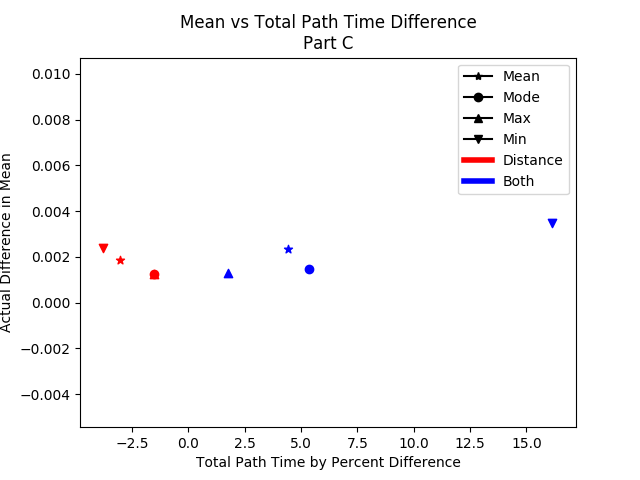 Mean vs Total Path Time Difference
Part C
Actual Difference in Mean
0.010
0.008
0.006
0.004
0.002
0.000
−0.002
−0.004
Mean
Mode
Max
Min
Distance
Both
−2.5 0.0 2.5 5.0 7.5 10.0 12.5 15.0
Total Path Time by Percent Difference